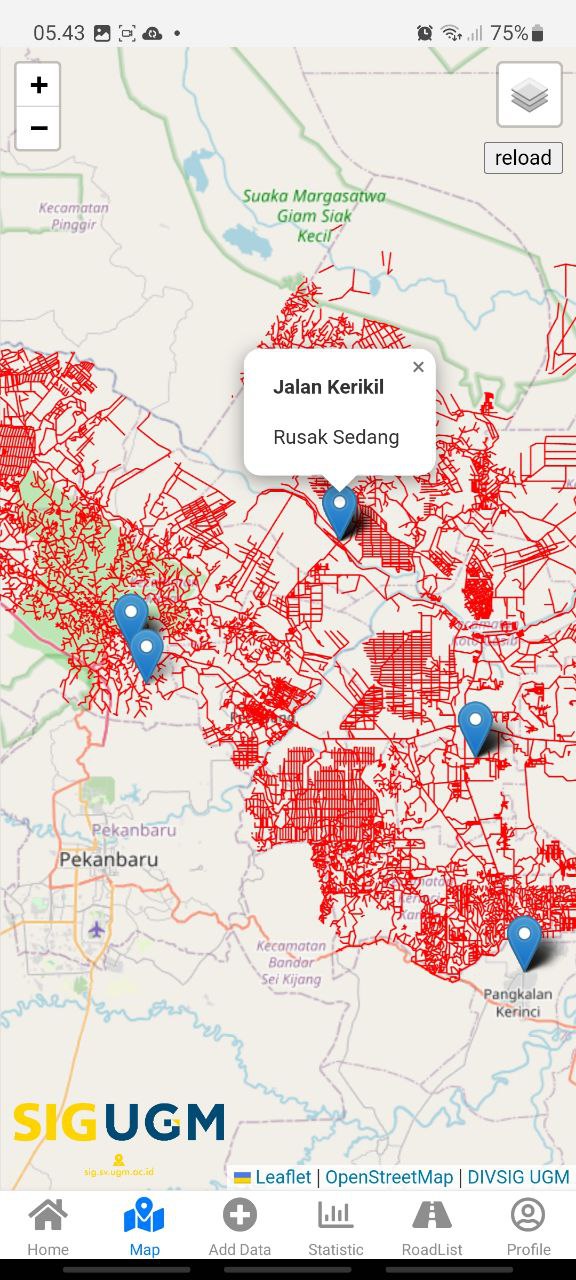 05.43
75%
+
−
reload
Suaka Margasatwa
Giam Siak
Kecil
Kecamatan
Pinggir
×
Jalan Kerikil
Rusak Sedang
Pekanbaru
Pekanbaru
Kecamatan
Bandar
Sei Kijang
Pangkalan
Kerinci
SIGUGM
sig.sv.ugm.ac.id
Leaflet | OpenStreetMap | DIVSIG UGM
Home
Map
Add Data
Statistic
RoadList
Profile